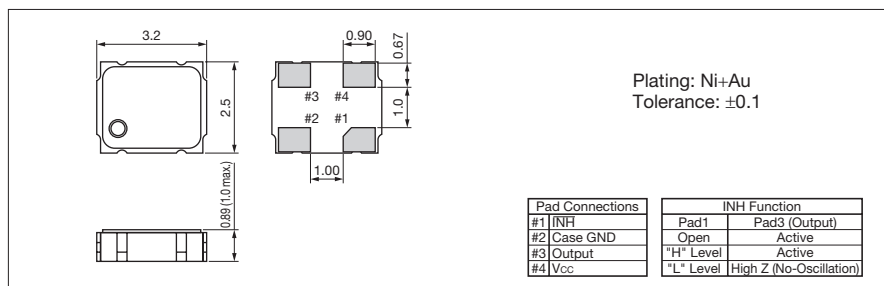 3.2
0.90
0.67
2.5
#3 #4
#2 #1
1.0
1.00
0.89 (1.0 max.)
Plating: Ni+Au
Tolerance: ±0.1
Pad Connections
#1 I̅N̅H̅
#2 Case GND
#3 Output
#4 Vcc
INH Function
Pad1 Pad3 (Output)
Open Active
"H" Level Active
"L" Level High Z (No-Oscillation)